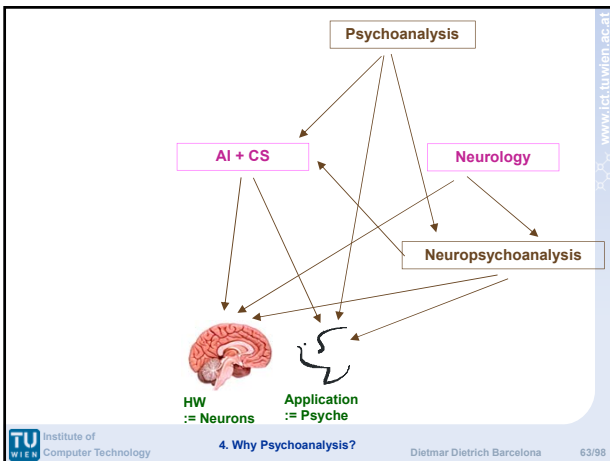 Psychoanalysis
www.ict.tuwien.ac.at
AI + CS
Neurology
Neuropsychoanalysis
HW
:= Neurons
Application
:= Psyche
TU
WIEN
Institute of
Computer Technology
4. Why Psychoanalysis?
Dietmar Dietrich Barcelona
63/98